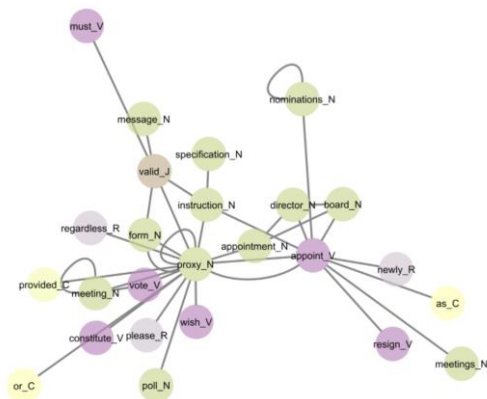 must_V
message_N
nominations_N
specification_N
valid_J
instruction_N
director_N
board_N
regardless_R
form_N
appointment_N
proxy_N
appoint_V
newly_R
provided_C
meeting_N
vote_V
as_C
wish_V
constitute_V
please_R
resign_V
meetings_N
or_C
poll_N